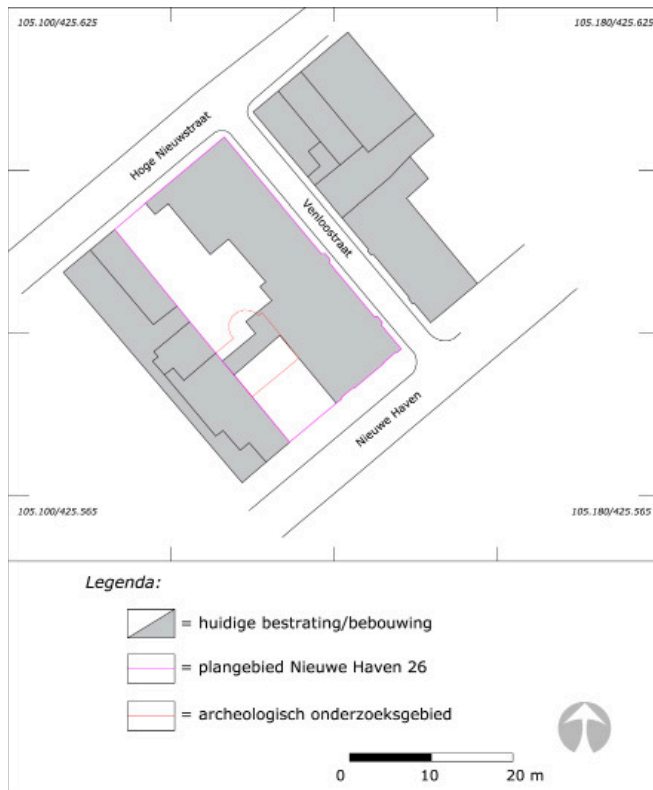 105.100/425.625
105.180/425.625
Hoge Nieuwstraat
Venloostraat
Nieuwe Haven
105.100/425.565
105.180/425.565
Legenda:
= huidige bestrating/bebouwing
= plangebied Nieuwe Haven 26
= archeologisch onderzoeksgebied
0 10 20 m